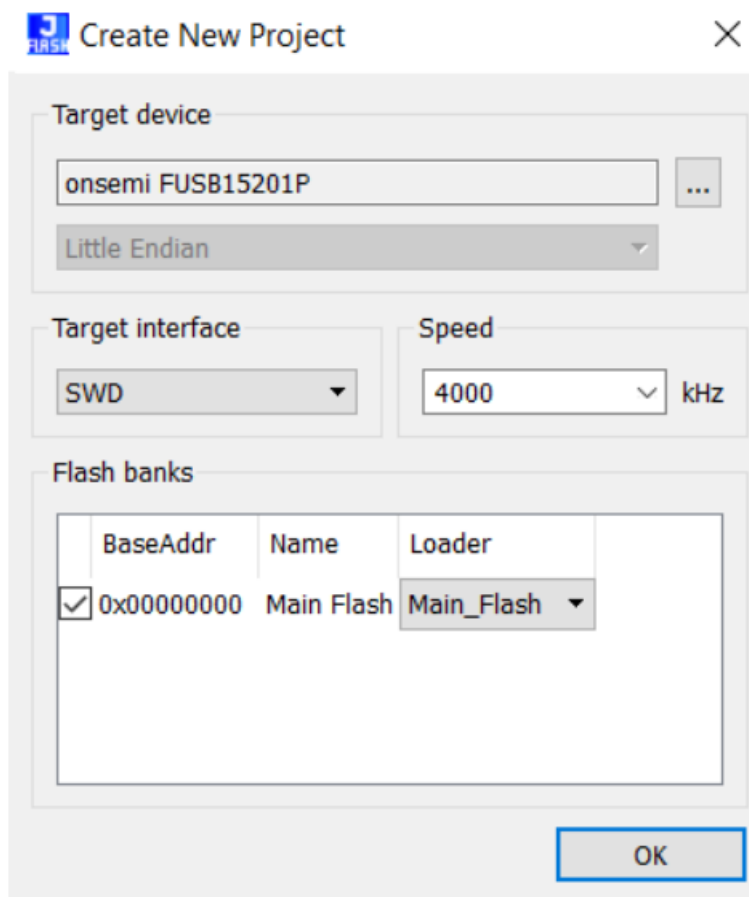 J
FLASH
Create New Project
Target device
onsemi FUSB15201P
...
Little Endian
Target interface
Speed
SWD
4000
kHz
Flash banks
BaseAddr Name Loader
0x00000000 Main Flash Main_Flash
OK